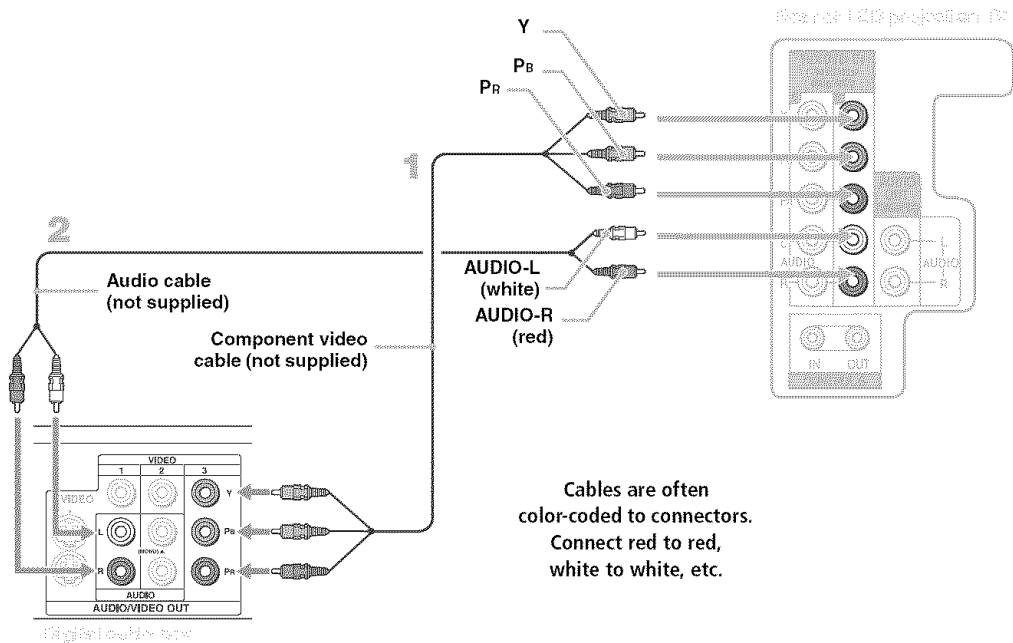 Y
PB
PR
1
2
Audio cable
(not supplied)
AUDIO-L
(white)
AUDIO-R
(red)
Component video
cable (not supplied)
L
AUDIO
R
L
AUDIO
R
IN
OUT
VIDEO
1
2
3
VIDEO
Y
L
PB
(MONO)
R
PR
AUDIO
AUDIO/VIDEO OUT
Cables are often
color-coded to connectors.
Connect red to red,
white to white, etc.